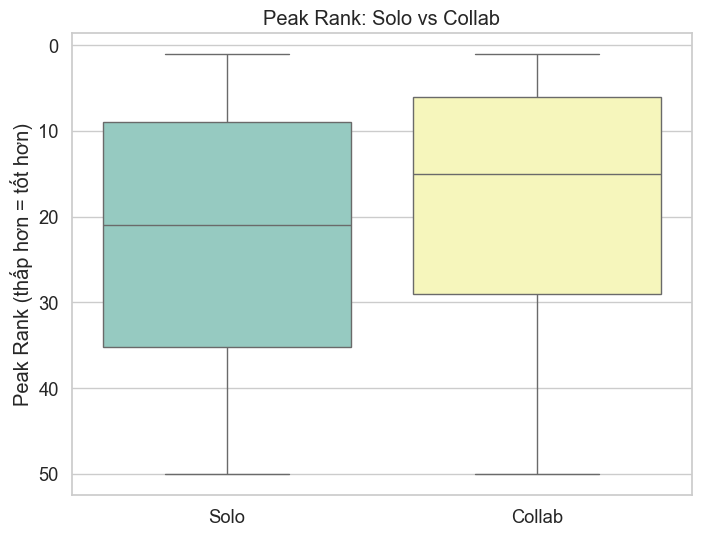 Peak Rank: Solo vs Collab
Peak Rank (thấp hơn = tốt hơn)
0
10
20
30
40
50
Solo
Collab